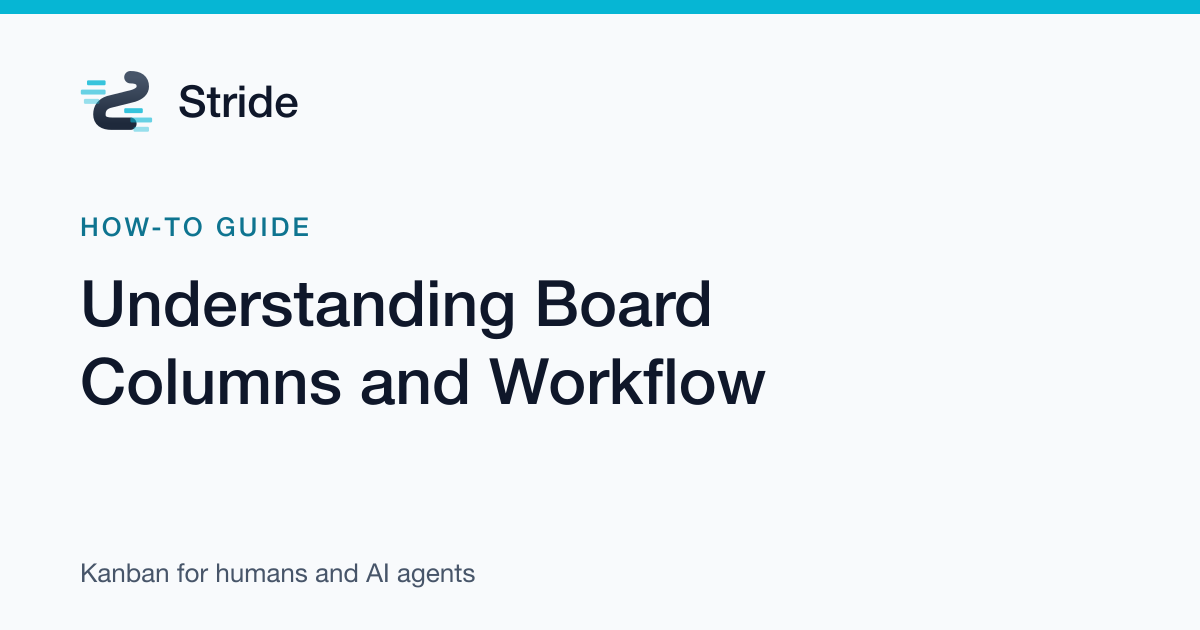 Stride
HOW-TO GUIDE
Understanding Board
Columns and Workflow
Kanban for humans and AI agents